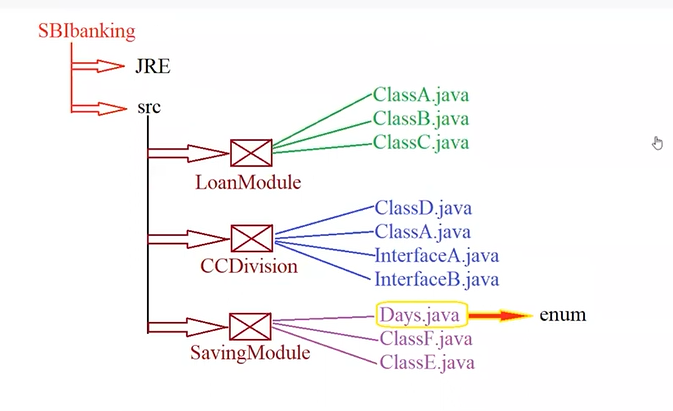 SBIbanking
JRE
src
ClassA.java
ClassB.java
ClassC.java
LoanModule
ClassD.java
ClassA.java
InterfaceA.java
InterfaceB.java
CCDivision
Days.java enum
ClassF.java
ClassE.java
SavingModule